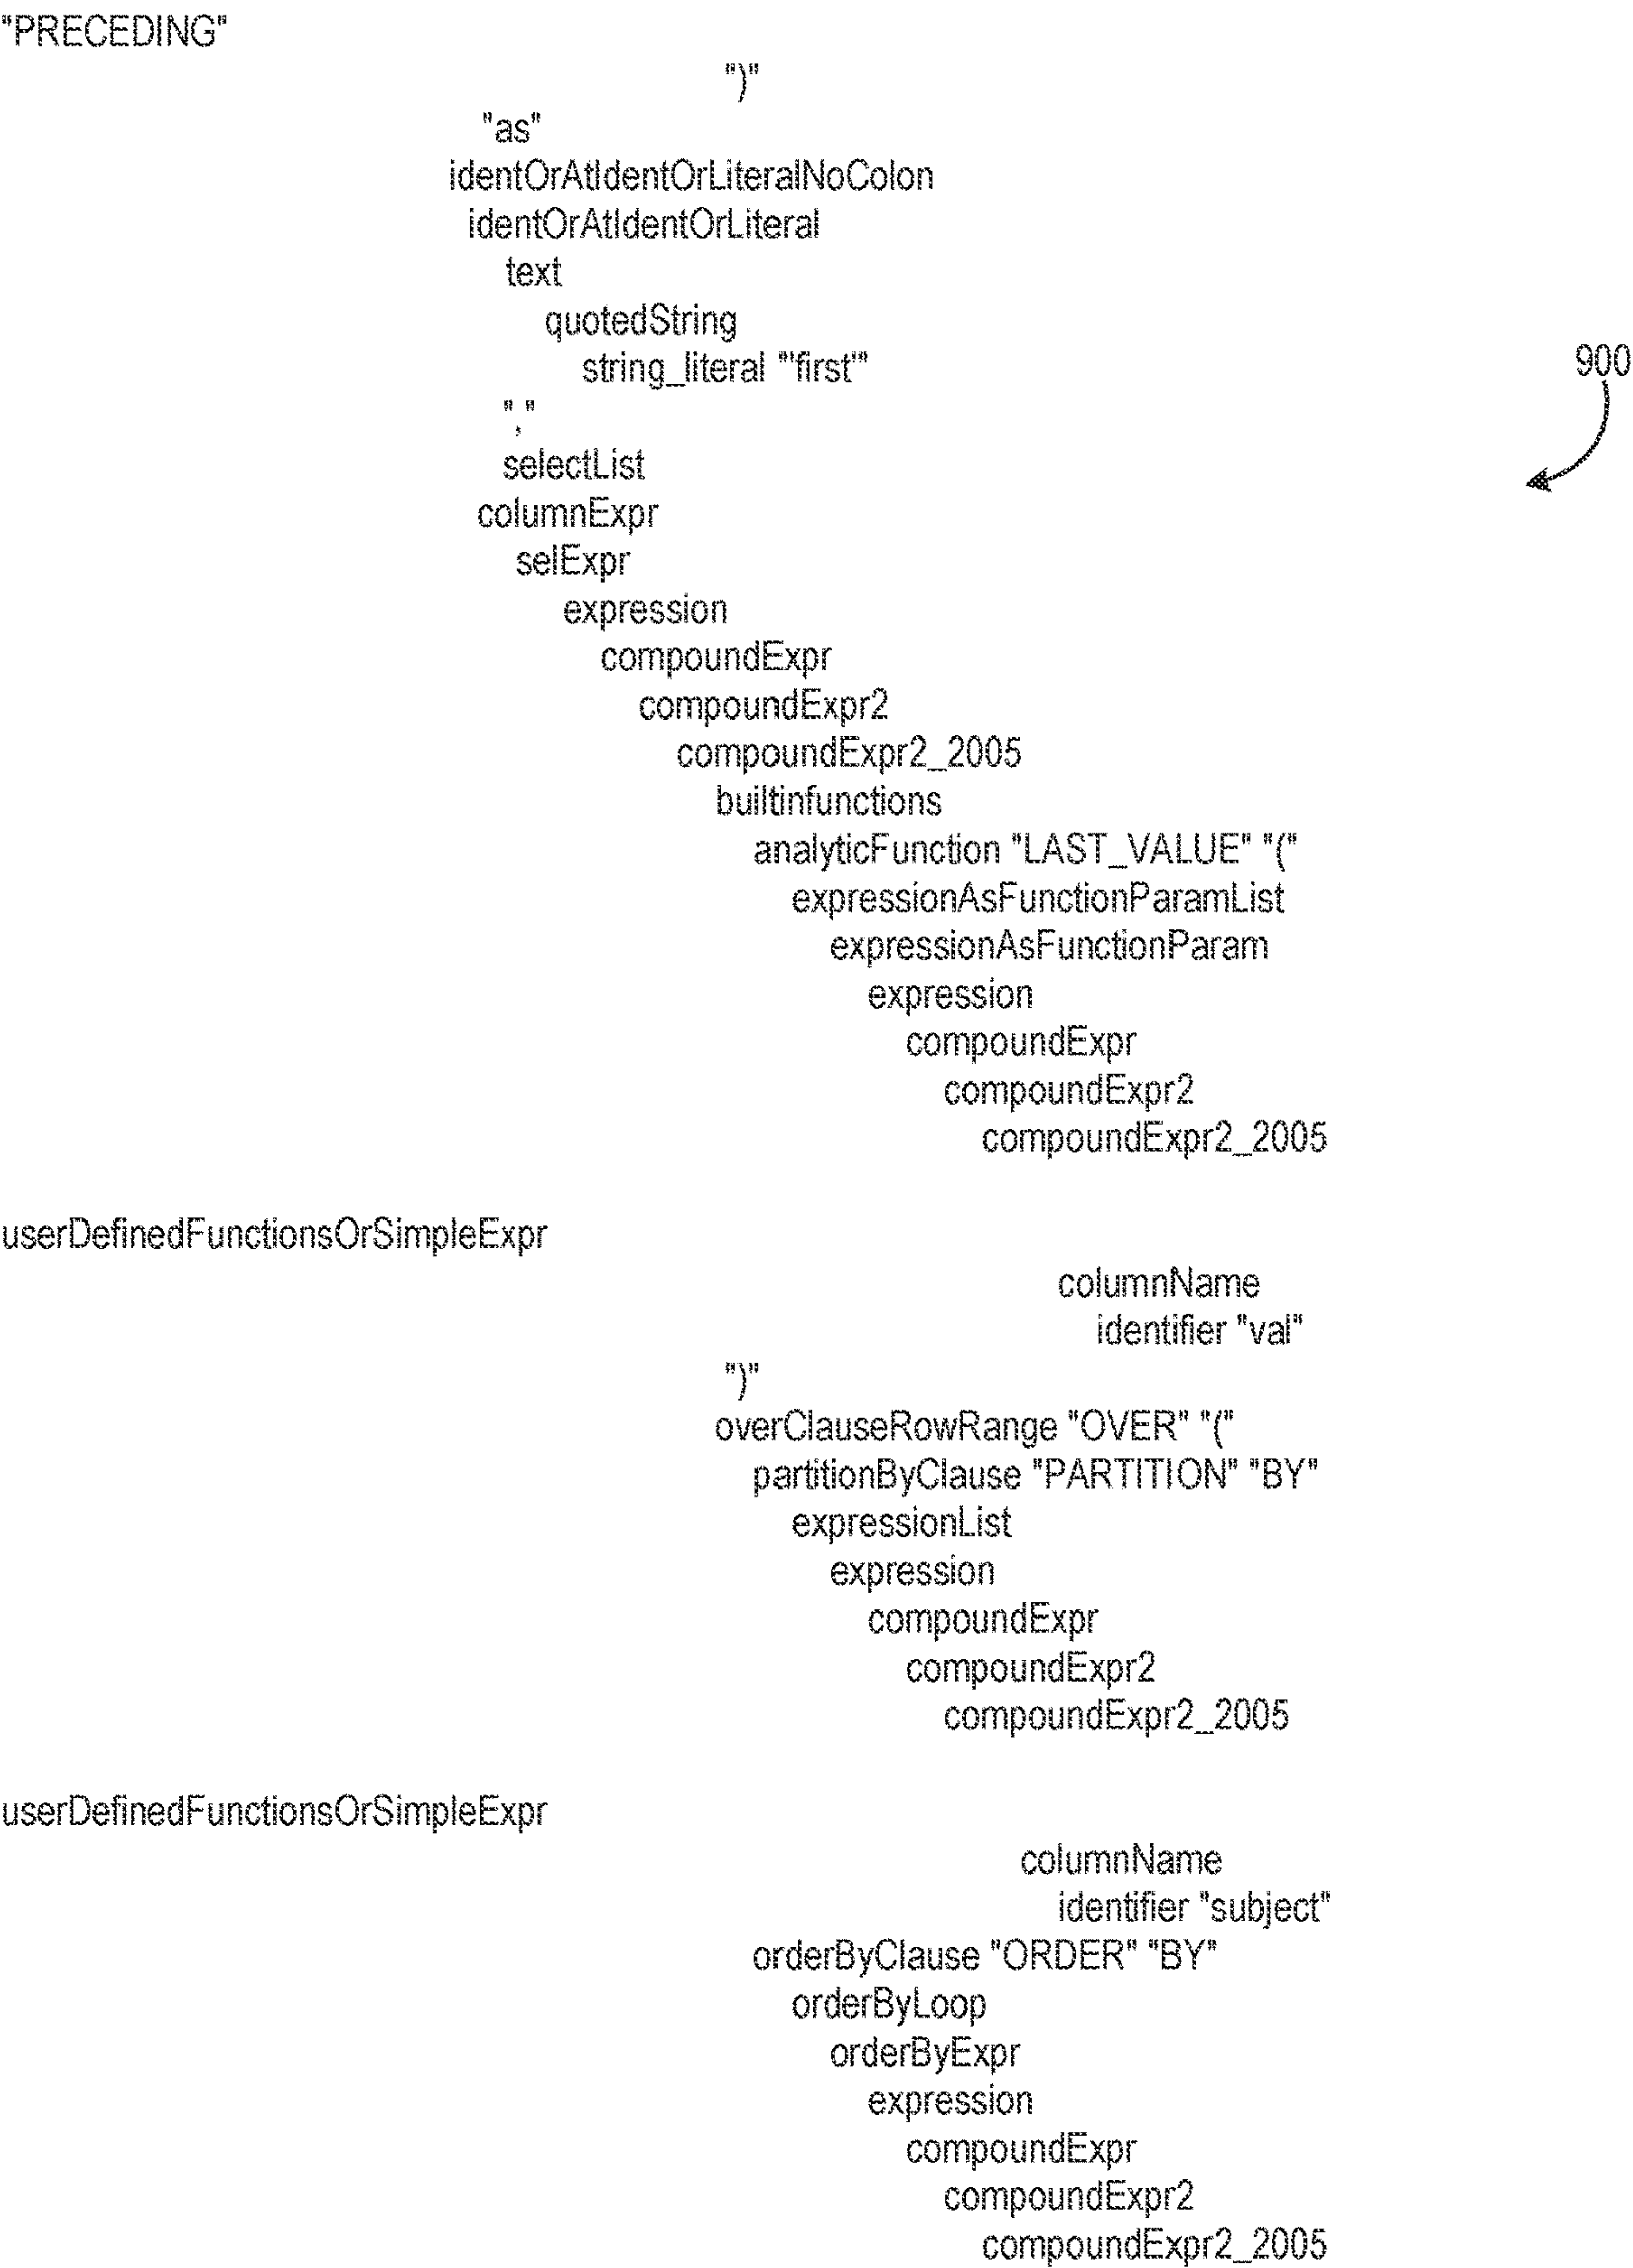 "PRECEDING"
")"
"as"
identOrAtIdentOrLiteralNoColon
identOrAtIdentOrLiteral
text
quotedString
string_literal "'first'"
","
900
selectList
columnExpr
selExpr
expression
compoundExpr
compoundExpr2
compoundExpr2_2005
builtinfunctions
analyticFunction "LAST_VALUE" "("
expressionAsFunctionParamList
expressionAsFunctionParam
expression
compoundExpr
compoundExpr2
compoundExpr2_2005
userDefinedFunctionsOrSimpleExpr
columnName
identifier "val"
")"
overClauseRowRange "OVER" "("
partitionByClause "PARTITION" "BY"
expressionList
expression
compoundExpr
compoundExpr2
compoundExpr2_2005
userDefinedFunctionsOrSimpleExpr
columnName
identifier "subject"
orderByClause "ORDER" "BY"
orderByLoop
orderByExpr
expression
compoundExpr
compoundExpr2
compoundExpr2_2005